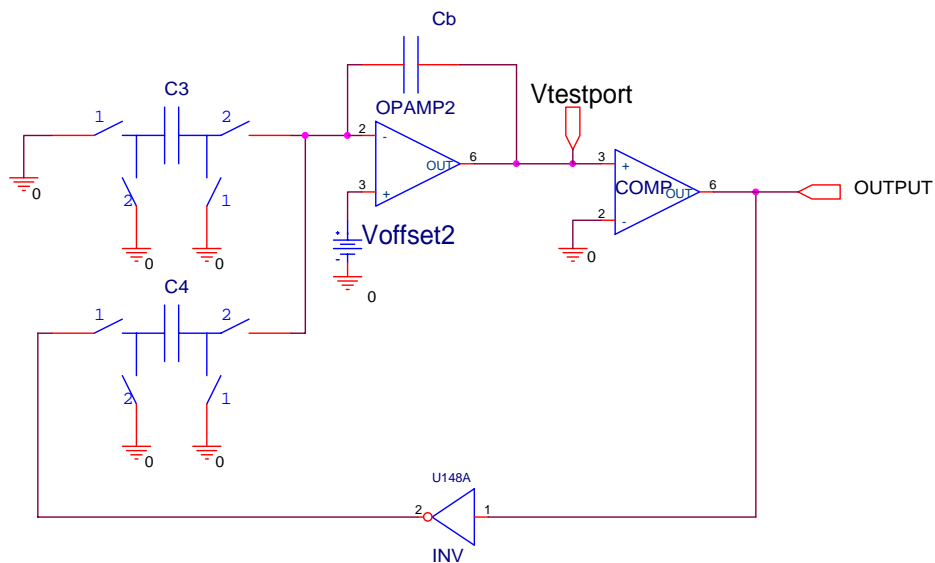 Cb
C3
Vtestport
1
2
OPAMP2
2
-
6
OUT
3
+
COMP
OUT
6
OUTPUT
0
2
1
3
+
2
-
0
0
+
Voffset2
-
0
0
C4
1
2
2
1
0
0
U148A
2
1
INV